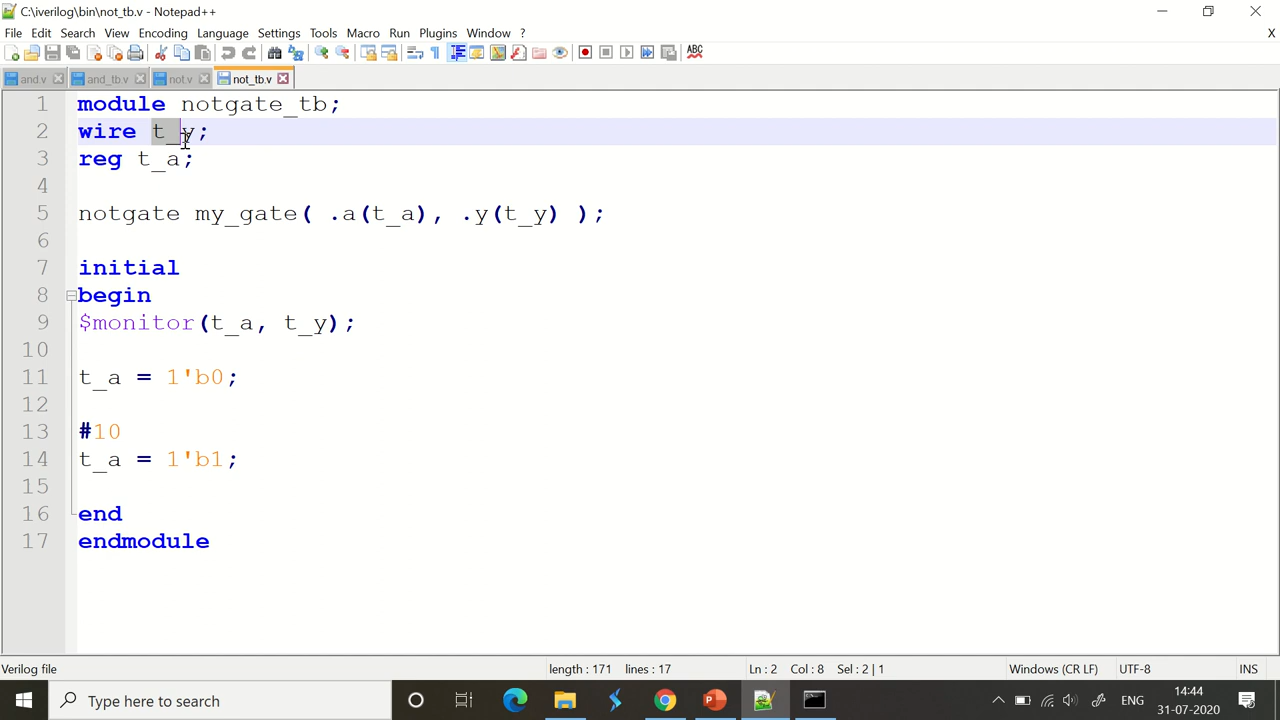 C:\iverilog\bin\not_tb.v - Notepad++
File Edit Search View Encoding Language Settings Tools Macro Run Plugins Window ? X
and.v and_tb.v not.v not_tb.v
1 module notgate_tb;
2 wire t_y;
3 reg t_a;
4
5 notgate my_gate( .a(t_a), .y(t_y) );
6
7 initial
8 begin
9 $monitor(t_a, t_y);
10
11 t_a = 1'b0;
12
13 #10
14 t_a = 1'b1;
15
16 end
17 endmodule
Verilog file length : 171 lines : 17 Ln : 2 Col : 8 Sel : 2 | 1 Windows (CR LF) UTF-8 INS
Type here to search ENG 14:44
31-07-2020